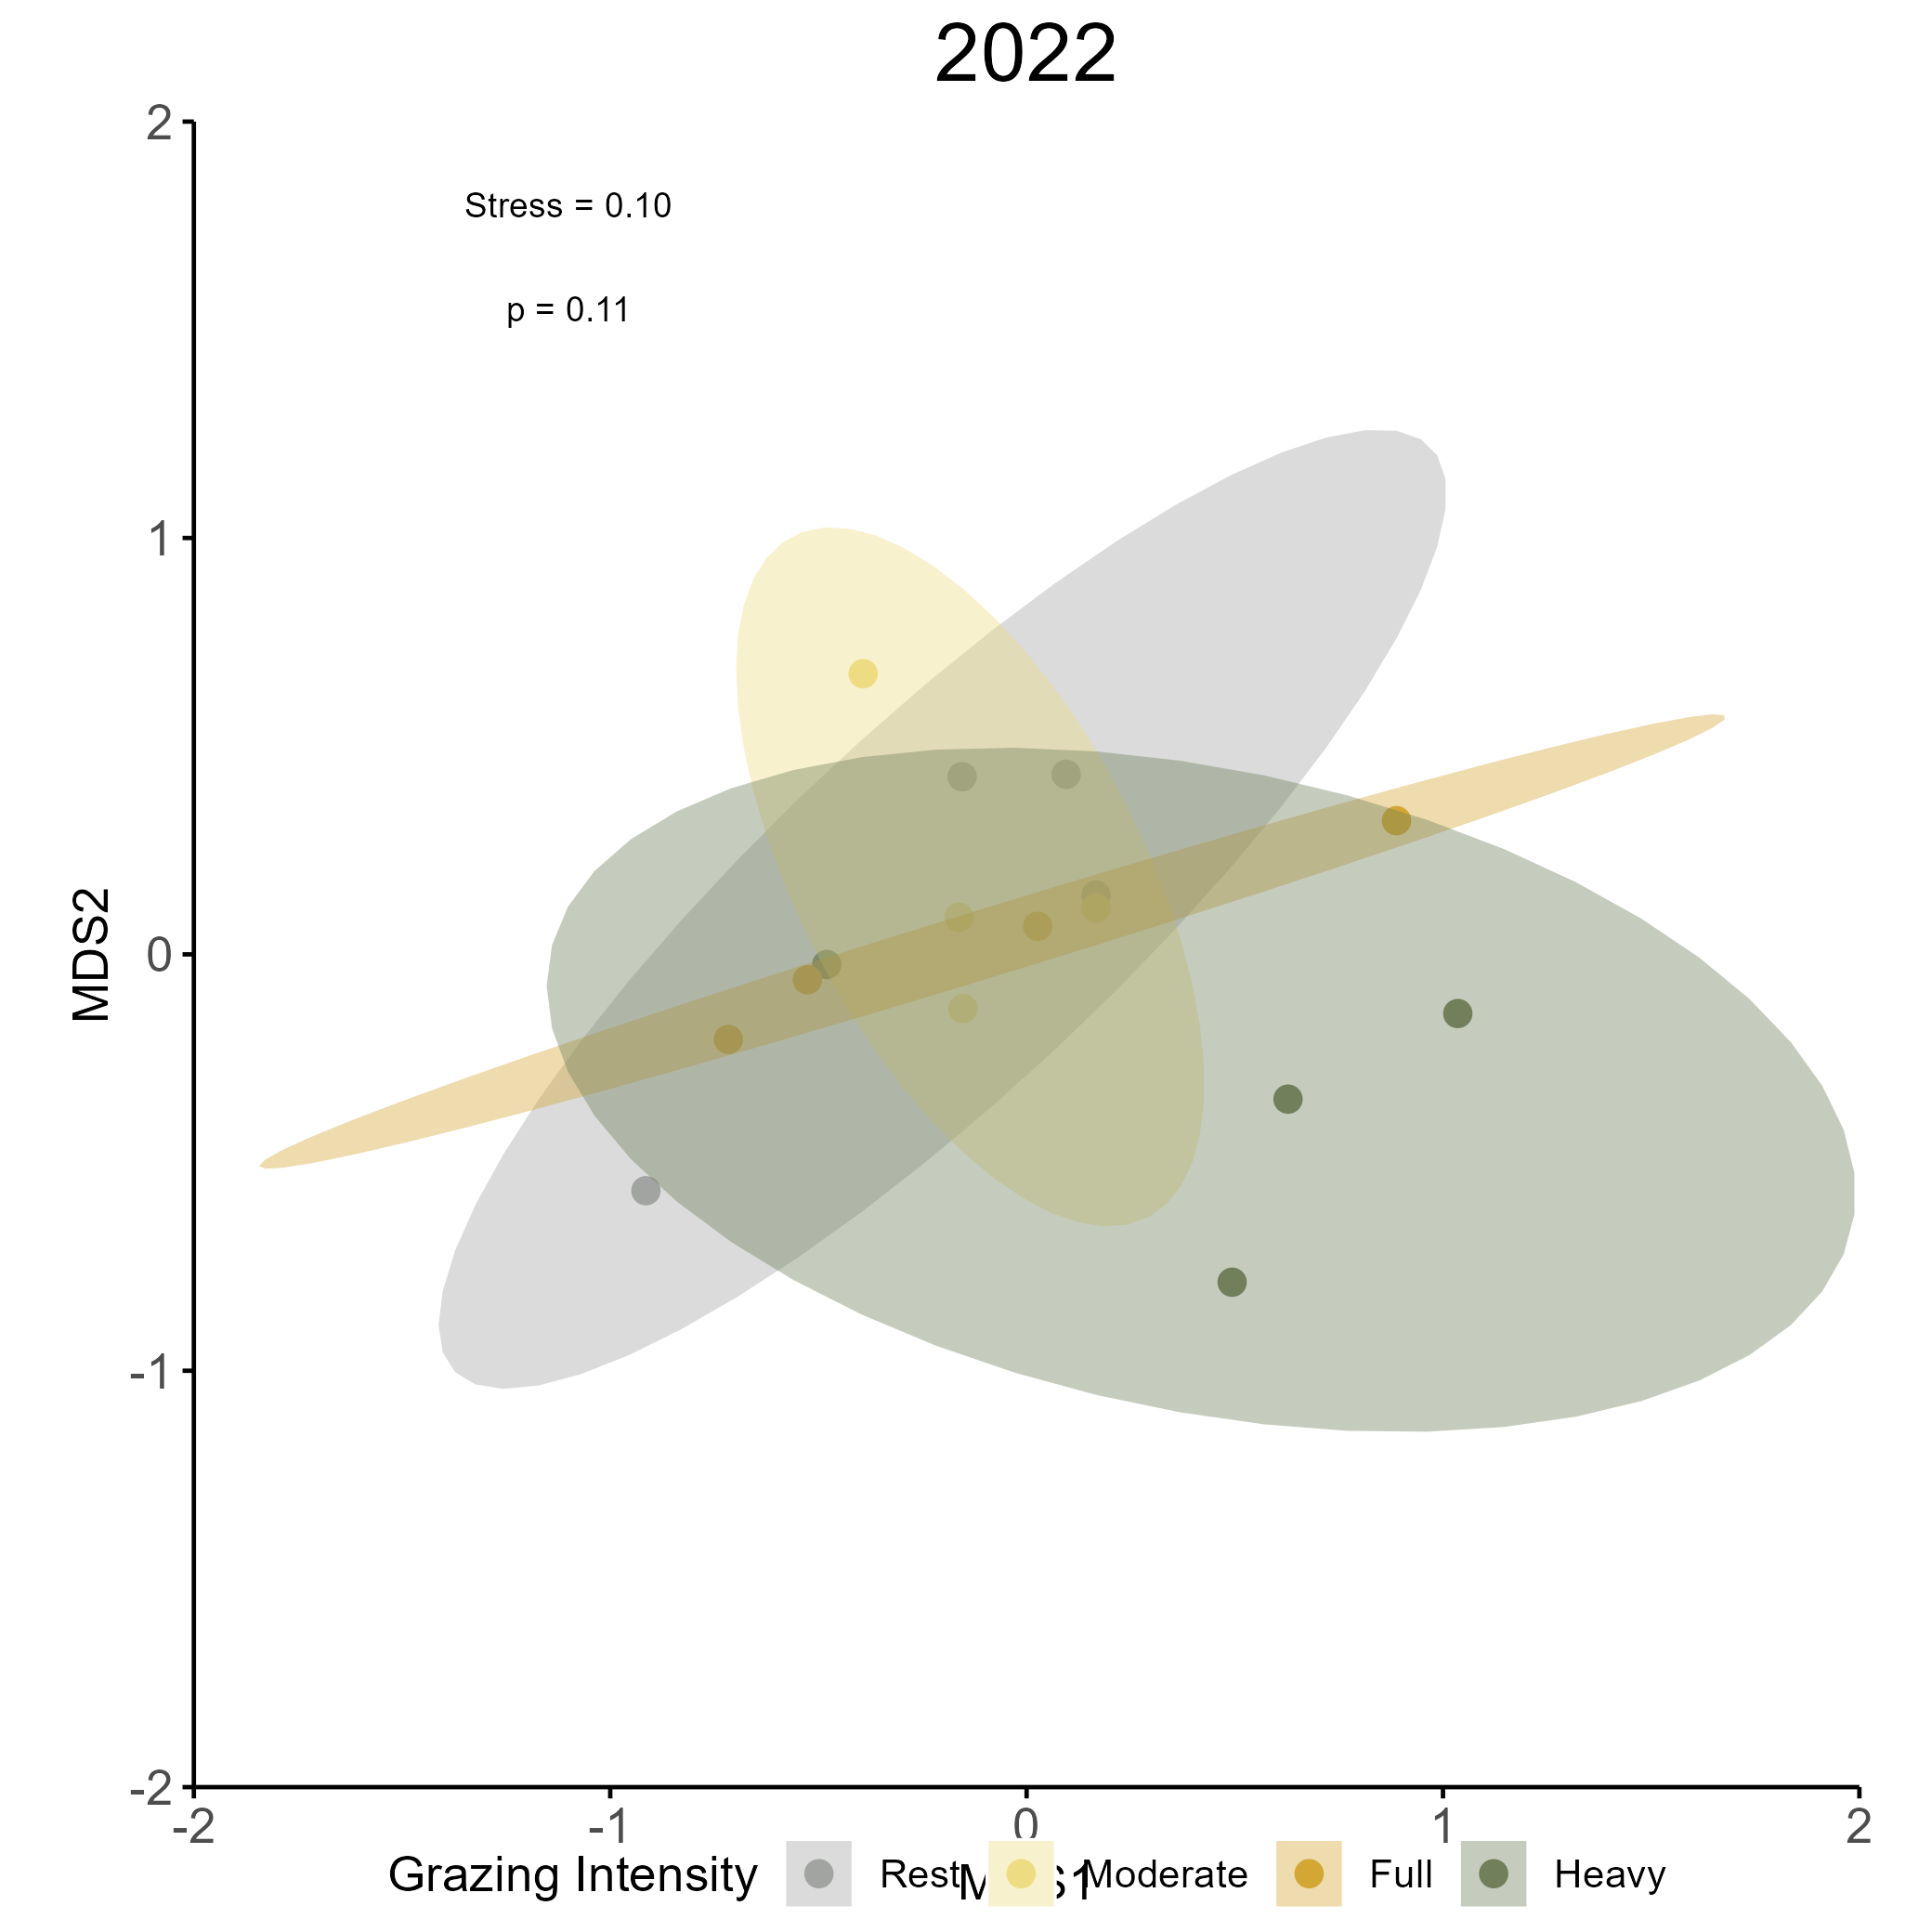 2022
Stress = 0.10
p = 0.11
2
1
0
-1
-2
MDS2
-2
-1
0
1
2
Grazing Intensity
Rest
Moderate
Full
Heavy